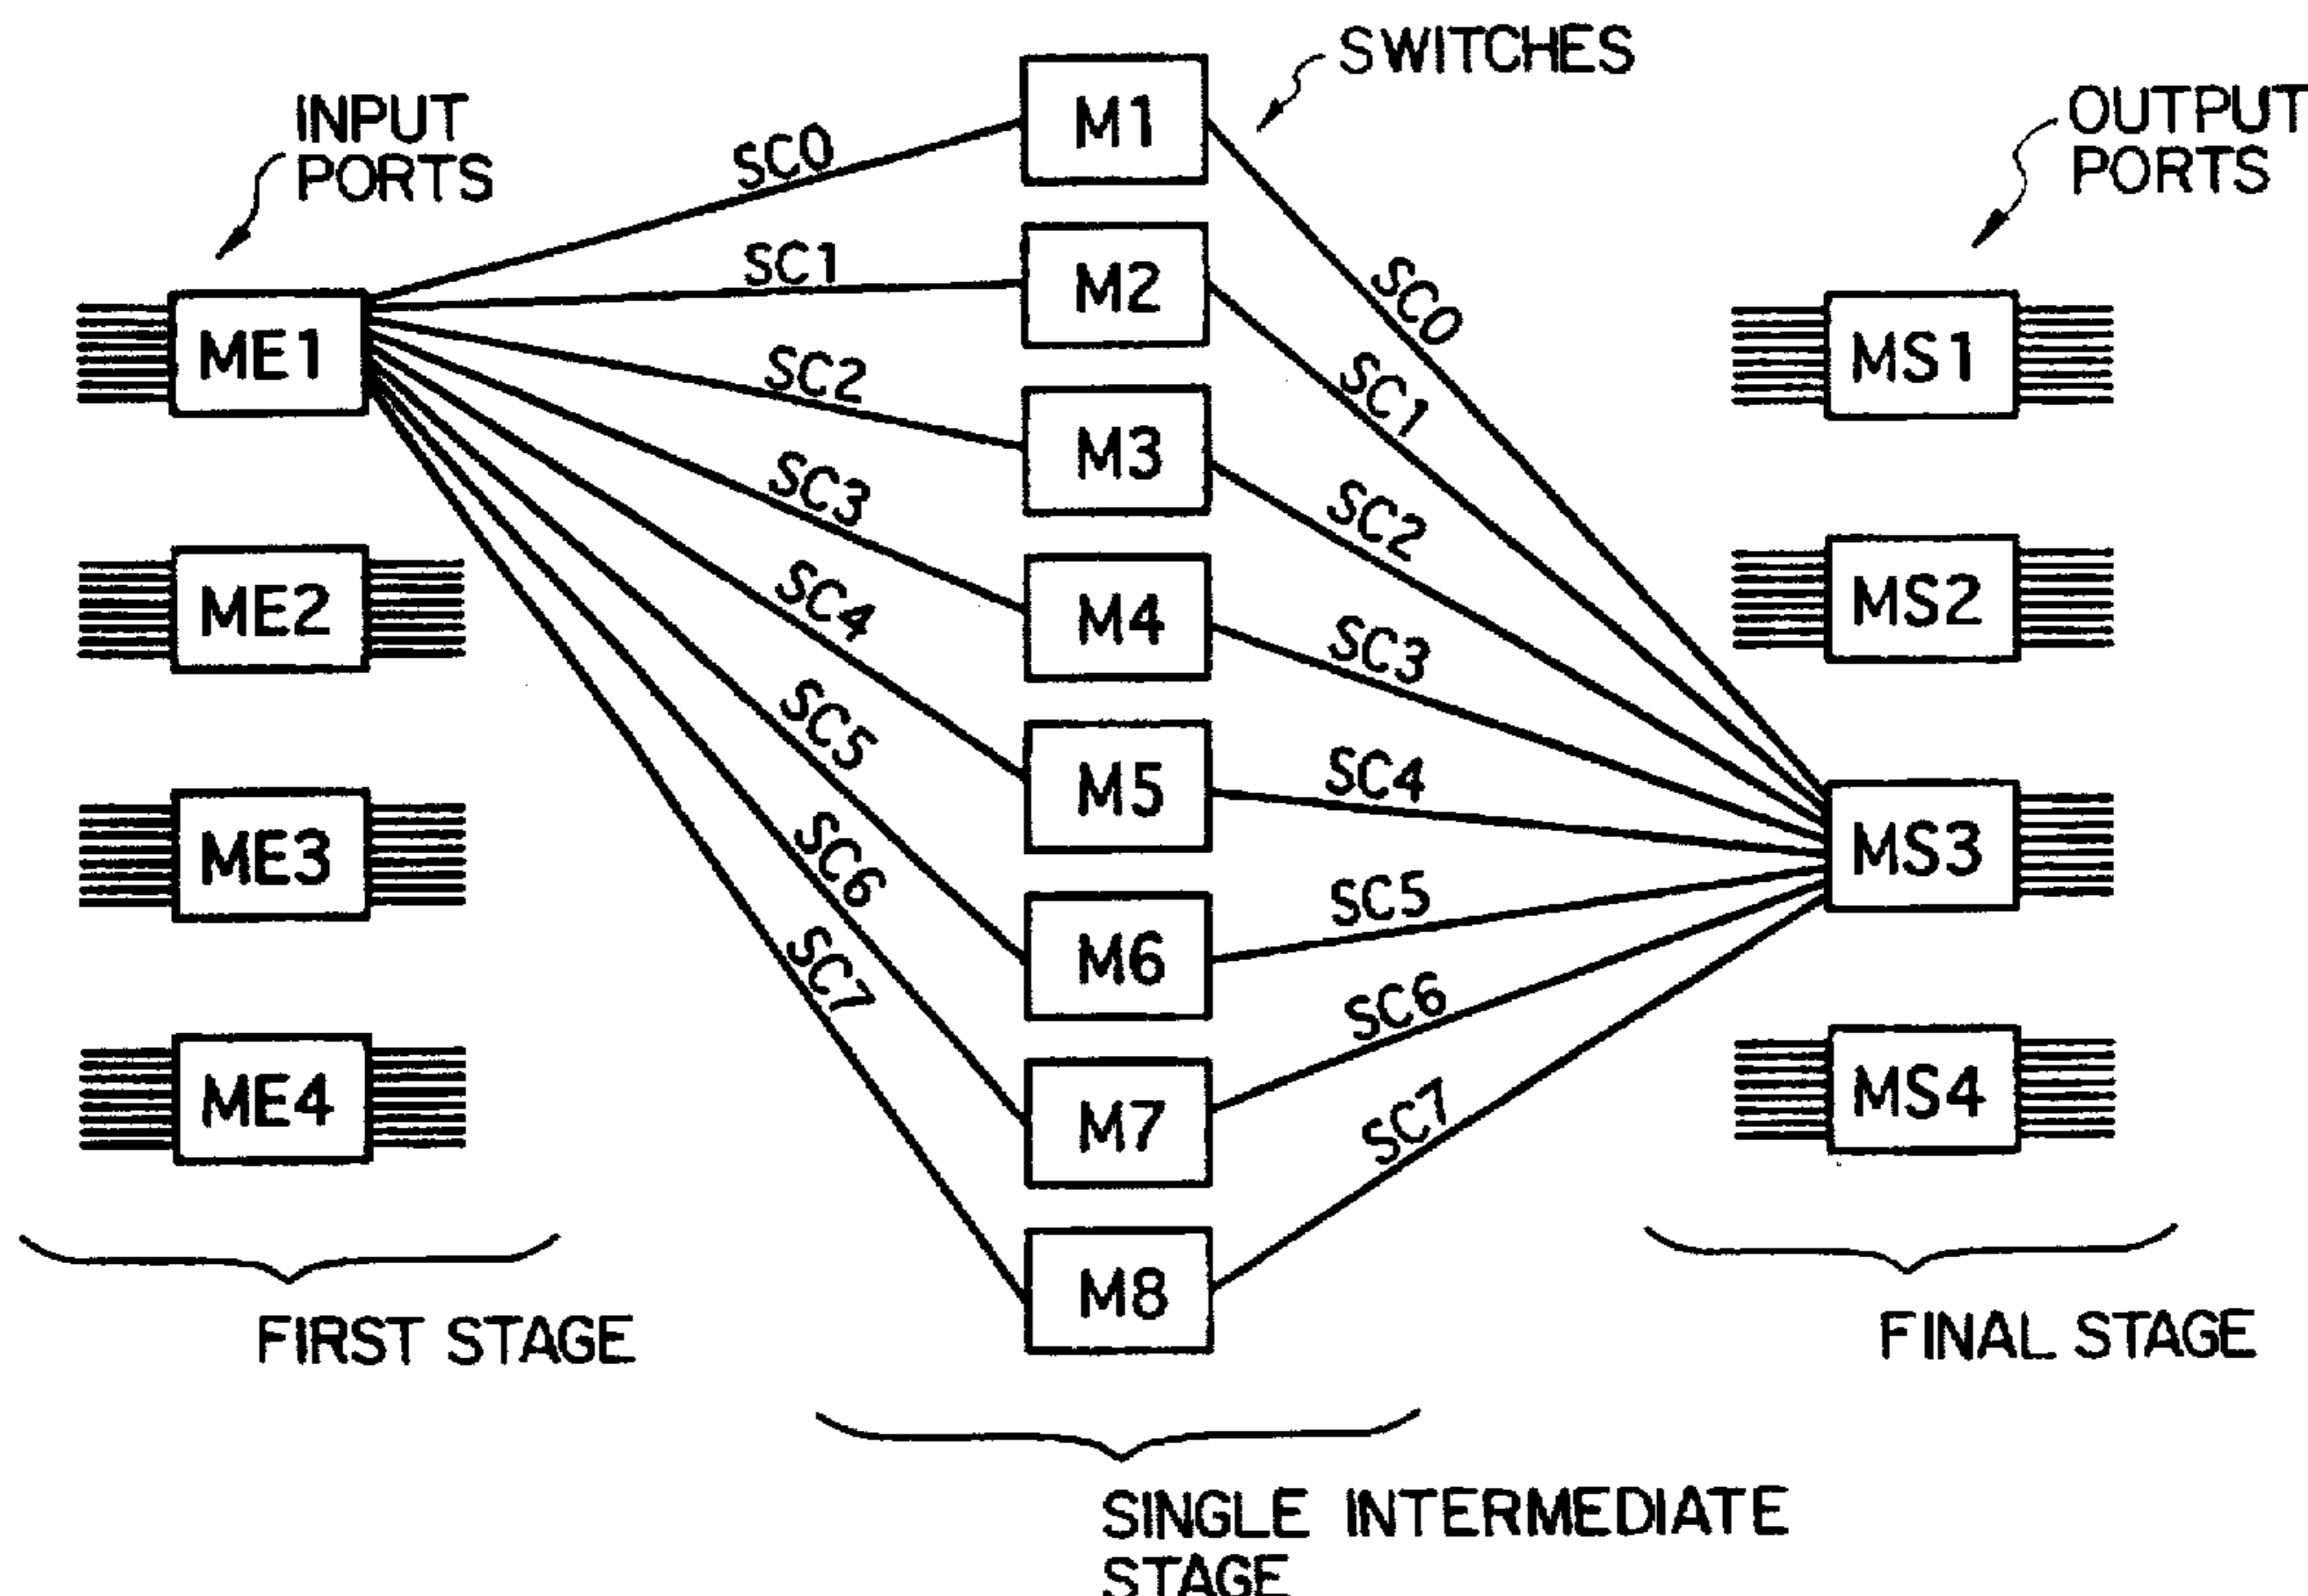 SWITCHES
INPUT
PORTS
OUTPUT
PORTS
M1
M2
M3
M4
M5
M6
M7
M8
ME1
ME2
ME3
ME4
MS1
MS2
MS3
MS4
SC0
SC1
SC2
SC3
SC4
SC5
SC6
SC7
SC0
SC1
SC2
SC3
SC4
SC5
SC6
SC7
FIRST STAGE
FINAL STAGE
SINGLE INTERMEDIATE
STAGE